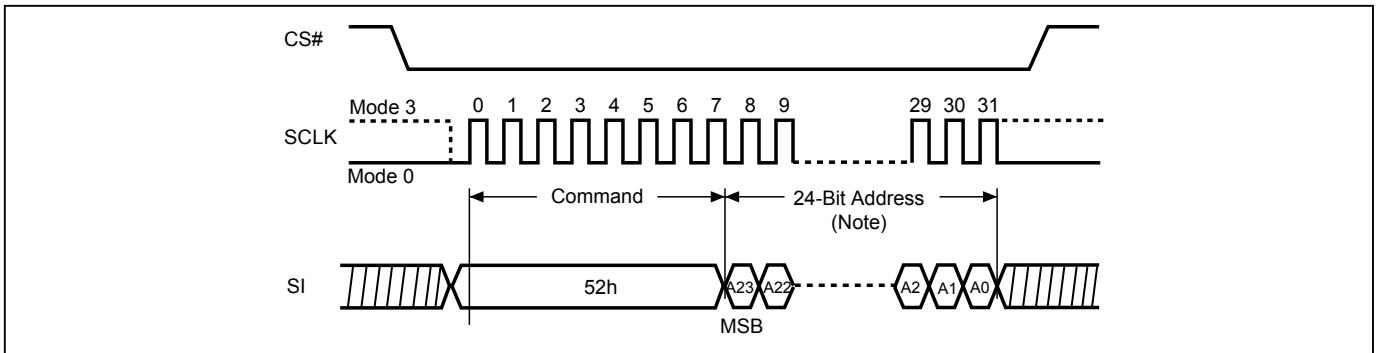 CS#
Mode 3 0 1 2 3 4 5 6 7 8 9 29 30 31
SCLK
Mode 0
Command 24-Bit Address
(Note)
SI 52h A23 A22 A2 A1 A0
MSB